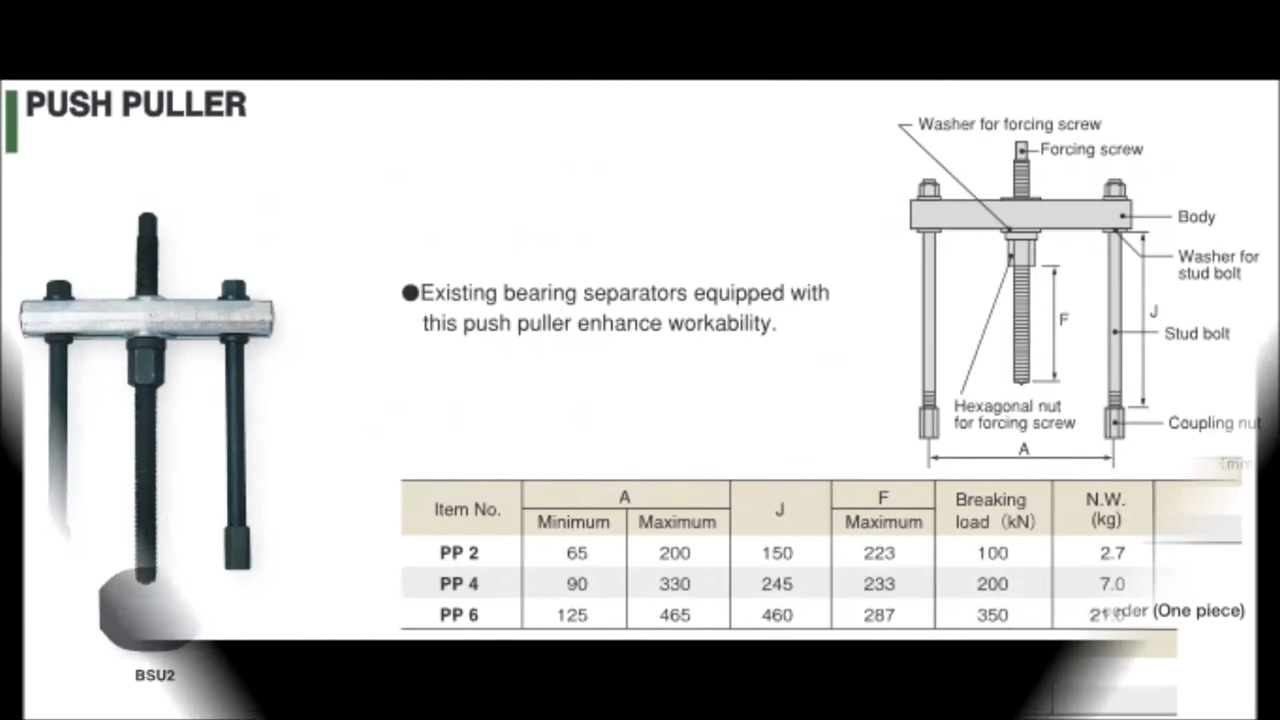 PUSH PULLER
Washer for forcing screw
Forcing screw
Body
Washer for
stud bolt
J
Stud bolt
F
●Existing bearing separators equipped with
this push puller enhance workability.
Hexagonal nut
for forcing screw
Coupling nut
A
Item No. A J F Breaking load (kN) N.W. (kg)
Minimum Maximum Maximum
PP 2 65 200 150 223 100 2.7
PP 4 90 330 245 233 200 7.0
PP 6 125 465 460 287 350 21.0
(One piece)
BSU2